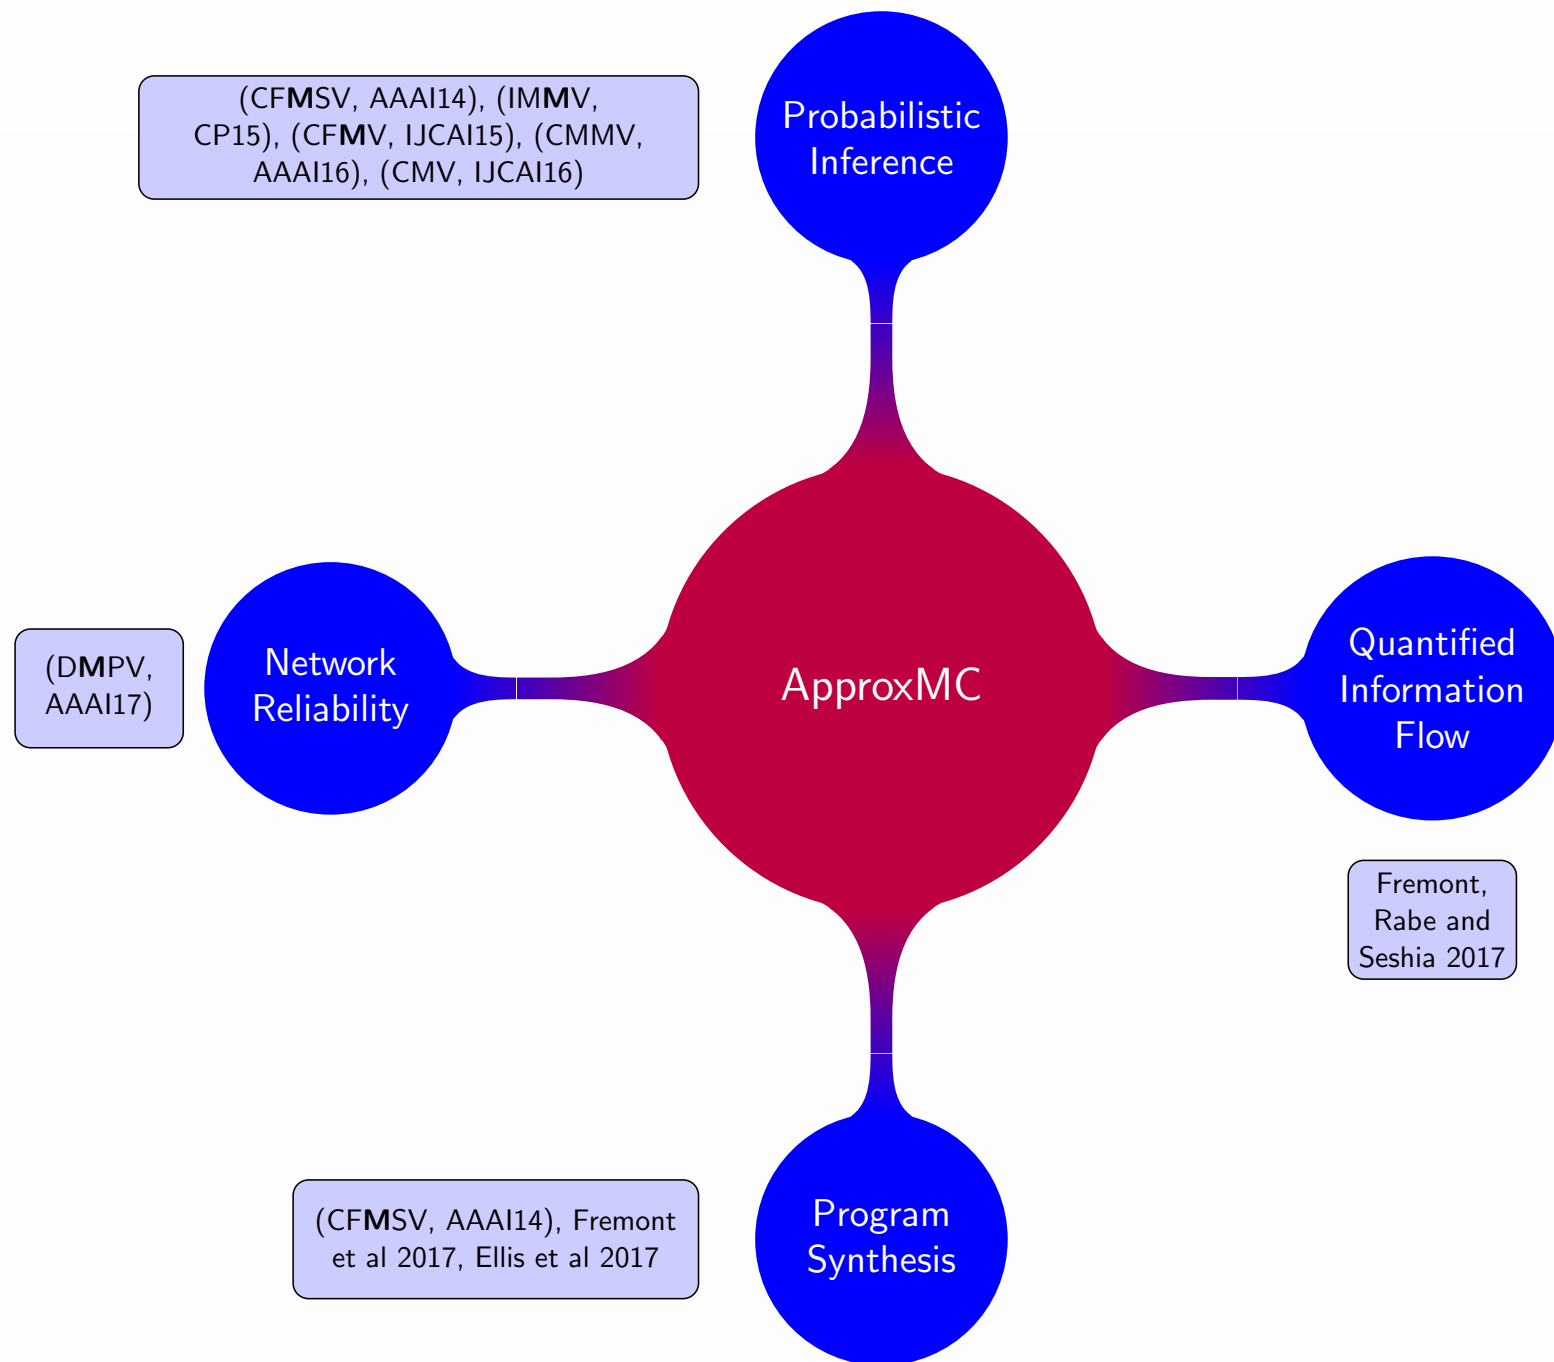 (CFMSV, AAAI14), (IMMV,
CP15), (CFMV, IJCAI15), (CMMV,
AAAI16), (CMV, IJCAI16)
Probabilistic
Inference
(DMPV,
AAAI17)
Network
Reliability
ApproxMC
Quantified
Information
Flow
Fremont,
Rabe and
Seshia 2017
(CFMSV, AAAI14), Fremont
et al 2017, Ellis et al 2017
Program
Synthesis